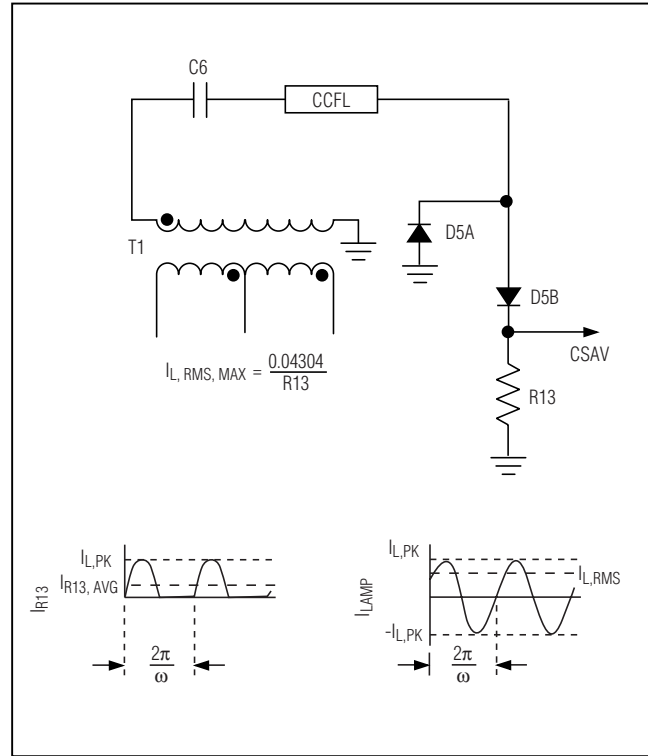 C6
CCFL
T1
D5A
D5B
CSAV
R13
I_L, RMS, MAX = 0.04304 / R13
I_L,PK
I_R13, AVG
I_R13
2π / ω
I_L,PK
I_L,RMS
I_LAMP
-I_L,PK
2π / ω